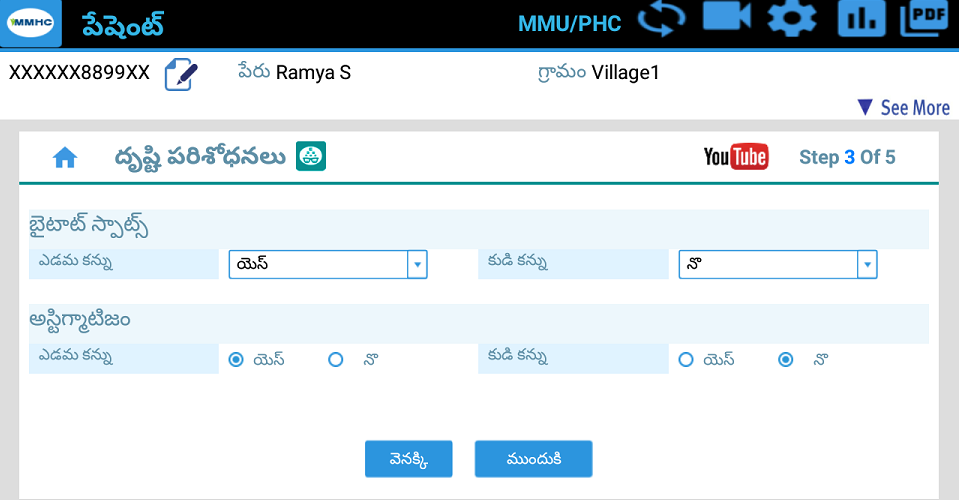 MMHC పేషెంట్ MMU/PHC PDF
XXXXXX8899XX పేరు Ramya S గ్రామం Village1
▼ See More
దృష్టి పరిశోధనలు YouTube Step 3 Of 5
బైటాట్ స్పాట్స్
ఎడమ కన్ను యెస్ కుడి కన్ను నొ
అస్టిగ్మాటిజం
ఎడమ కన్ను యెస్ నొ కుడి కన్ను యెస్ నొ
వెనక్కి ముందుకి